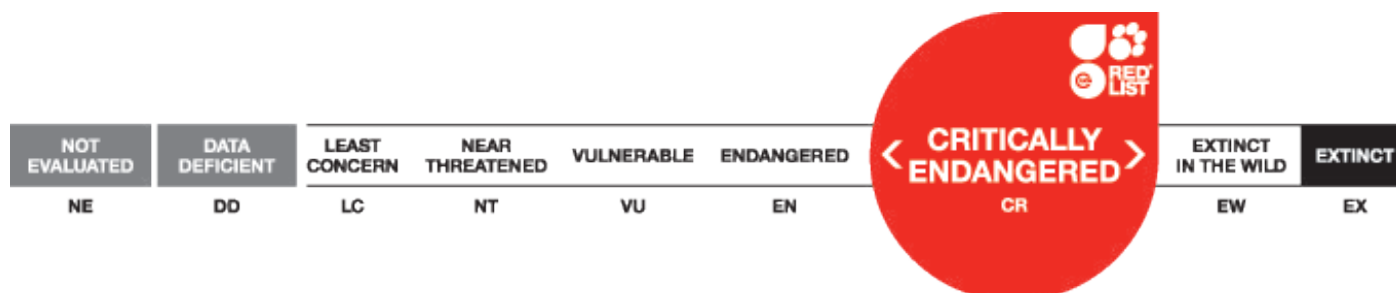 RED
LIST
NOT
EVALUATED
DATA
DEFICIENT
LEAST
CONCERN
NEAR
THREATENED
VULNERABLE
ENDANGERED
< CRITICALLY
ENDANGERED >
EXTINCT
IN THE WILD
EXTINCT
NE
DD
LC
NT
VU
EN
CR
EW
EX